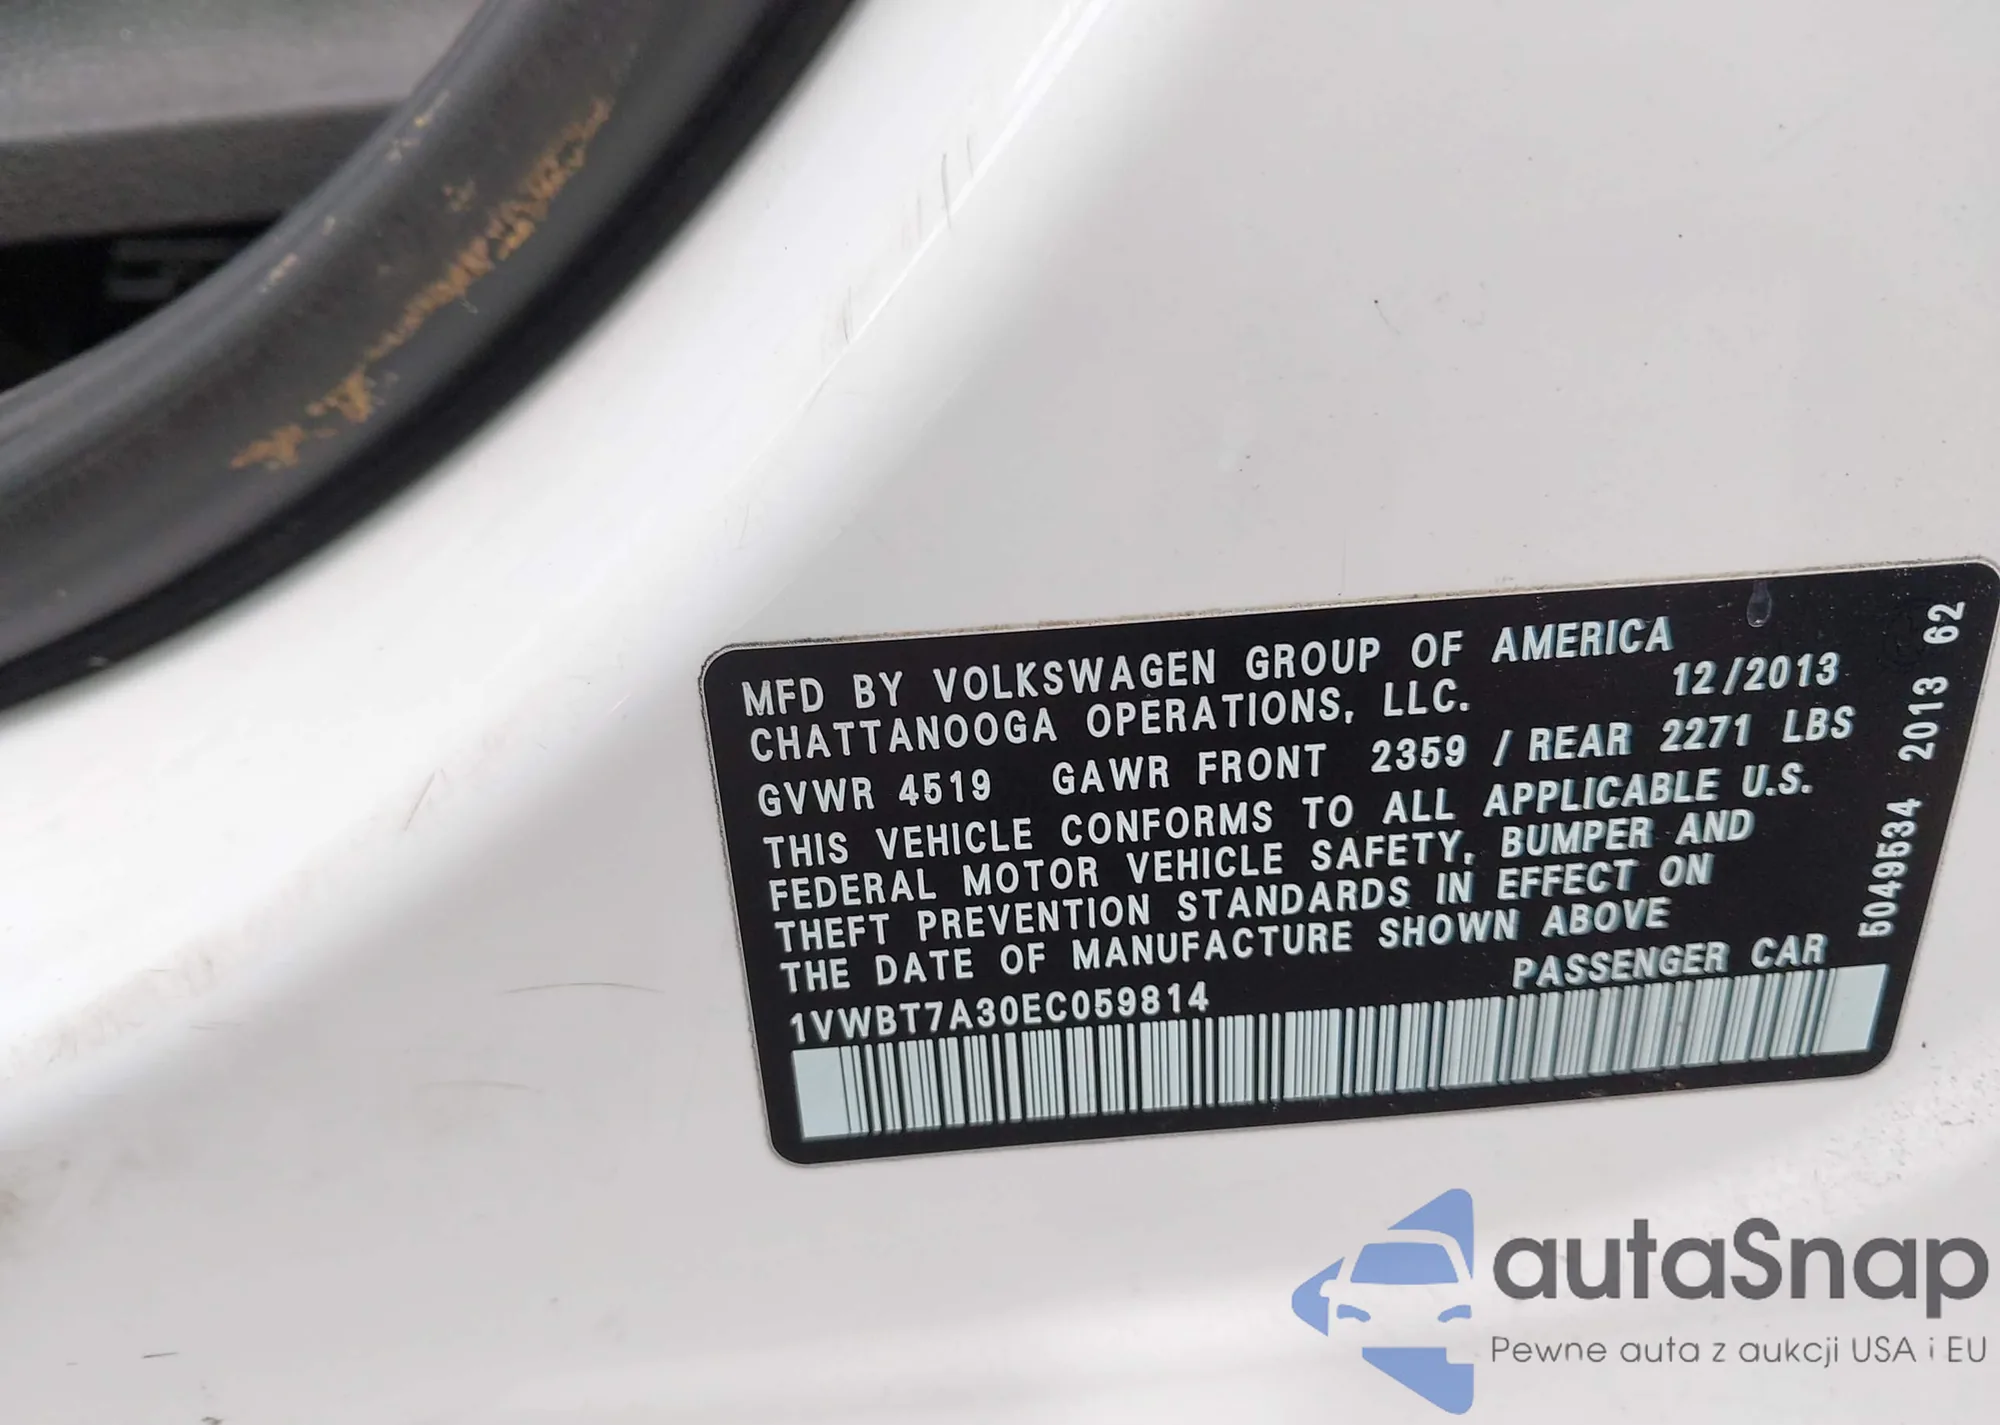 MFD BY VOLKSWAGEN GROUP OF AMERICA
CHATTANOOGA OPERATIONS, LLC. 12/2013
GVWR 4519 GAWR FRONT 2359 / REAR 2271 LBS
THIS VEHICLE CONFORMS TO ALL APPLICABLE U.S.
FEDERAL MOTOR VEHICLE SAFETY, BUMPER AND
THEFT PREVENTION STANDARDS IN EFFECT ON
THE DATE OF MANUFACTURE SHOWN ABOVE
1VWBT7A30EC059814 PASSENGER CAR
5049534 2013 62
autaSnap
Pewne auta z aukcji USA i EU